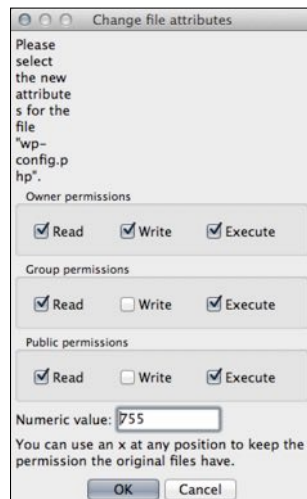 Change file attributes
Please
select
the new
attribute
s for the
file
"wp-
config.p
hp".
Owner permissions
Read Write Execute
Group permissions
Read Write Execute
Public permissions
Read Write Execute
Numeric value: 755
You can use an x at any position to keep the
permission the original files have.
OK Cancel